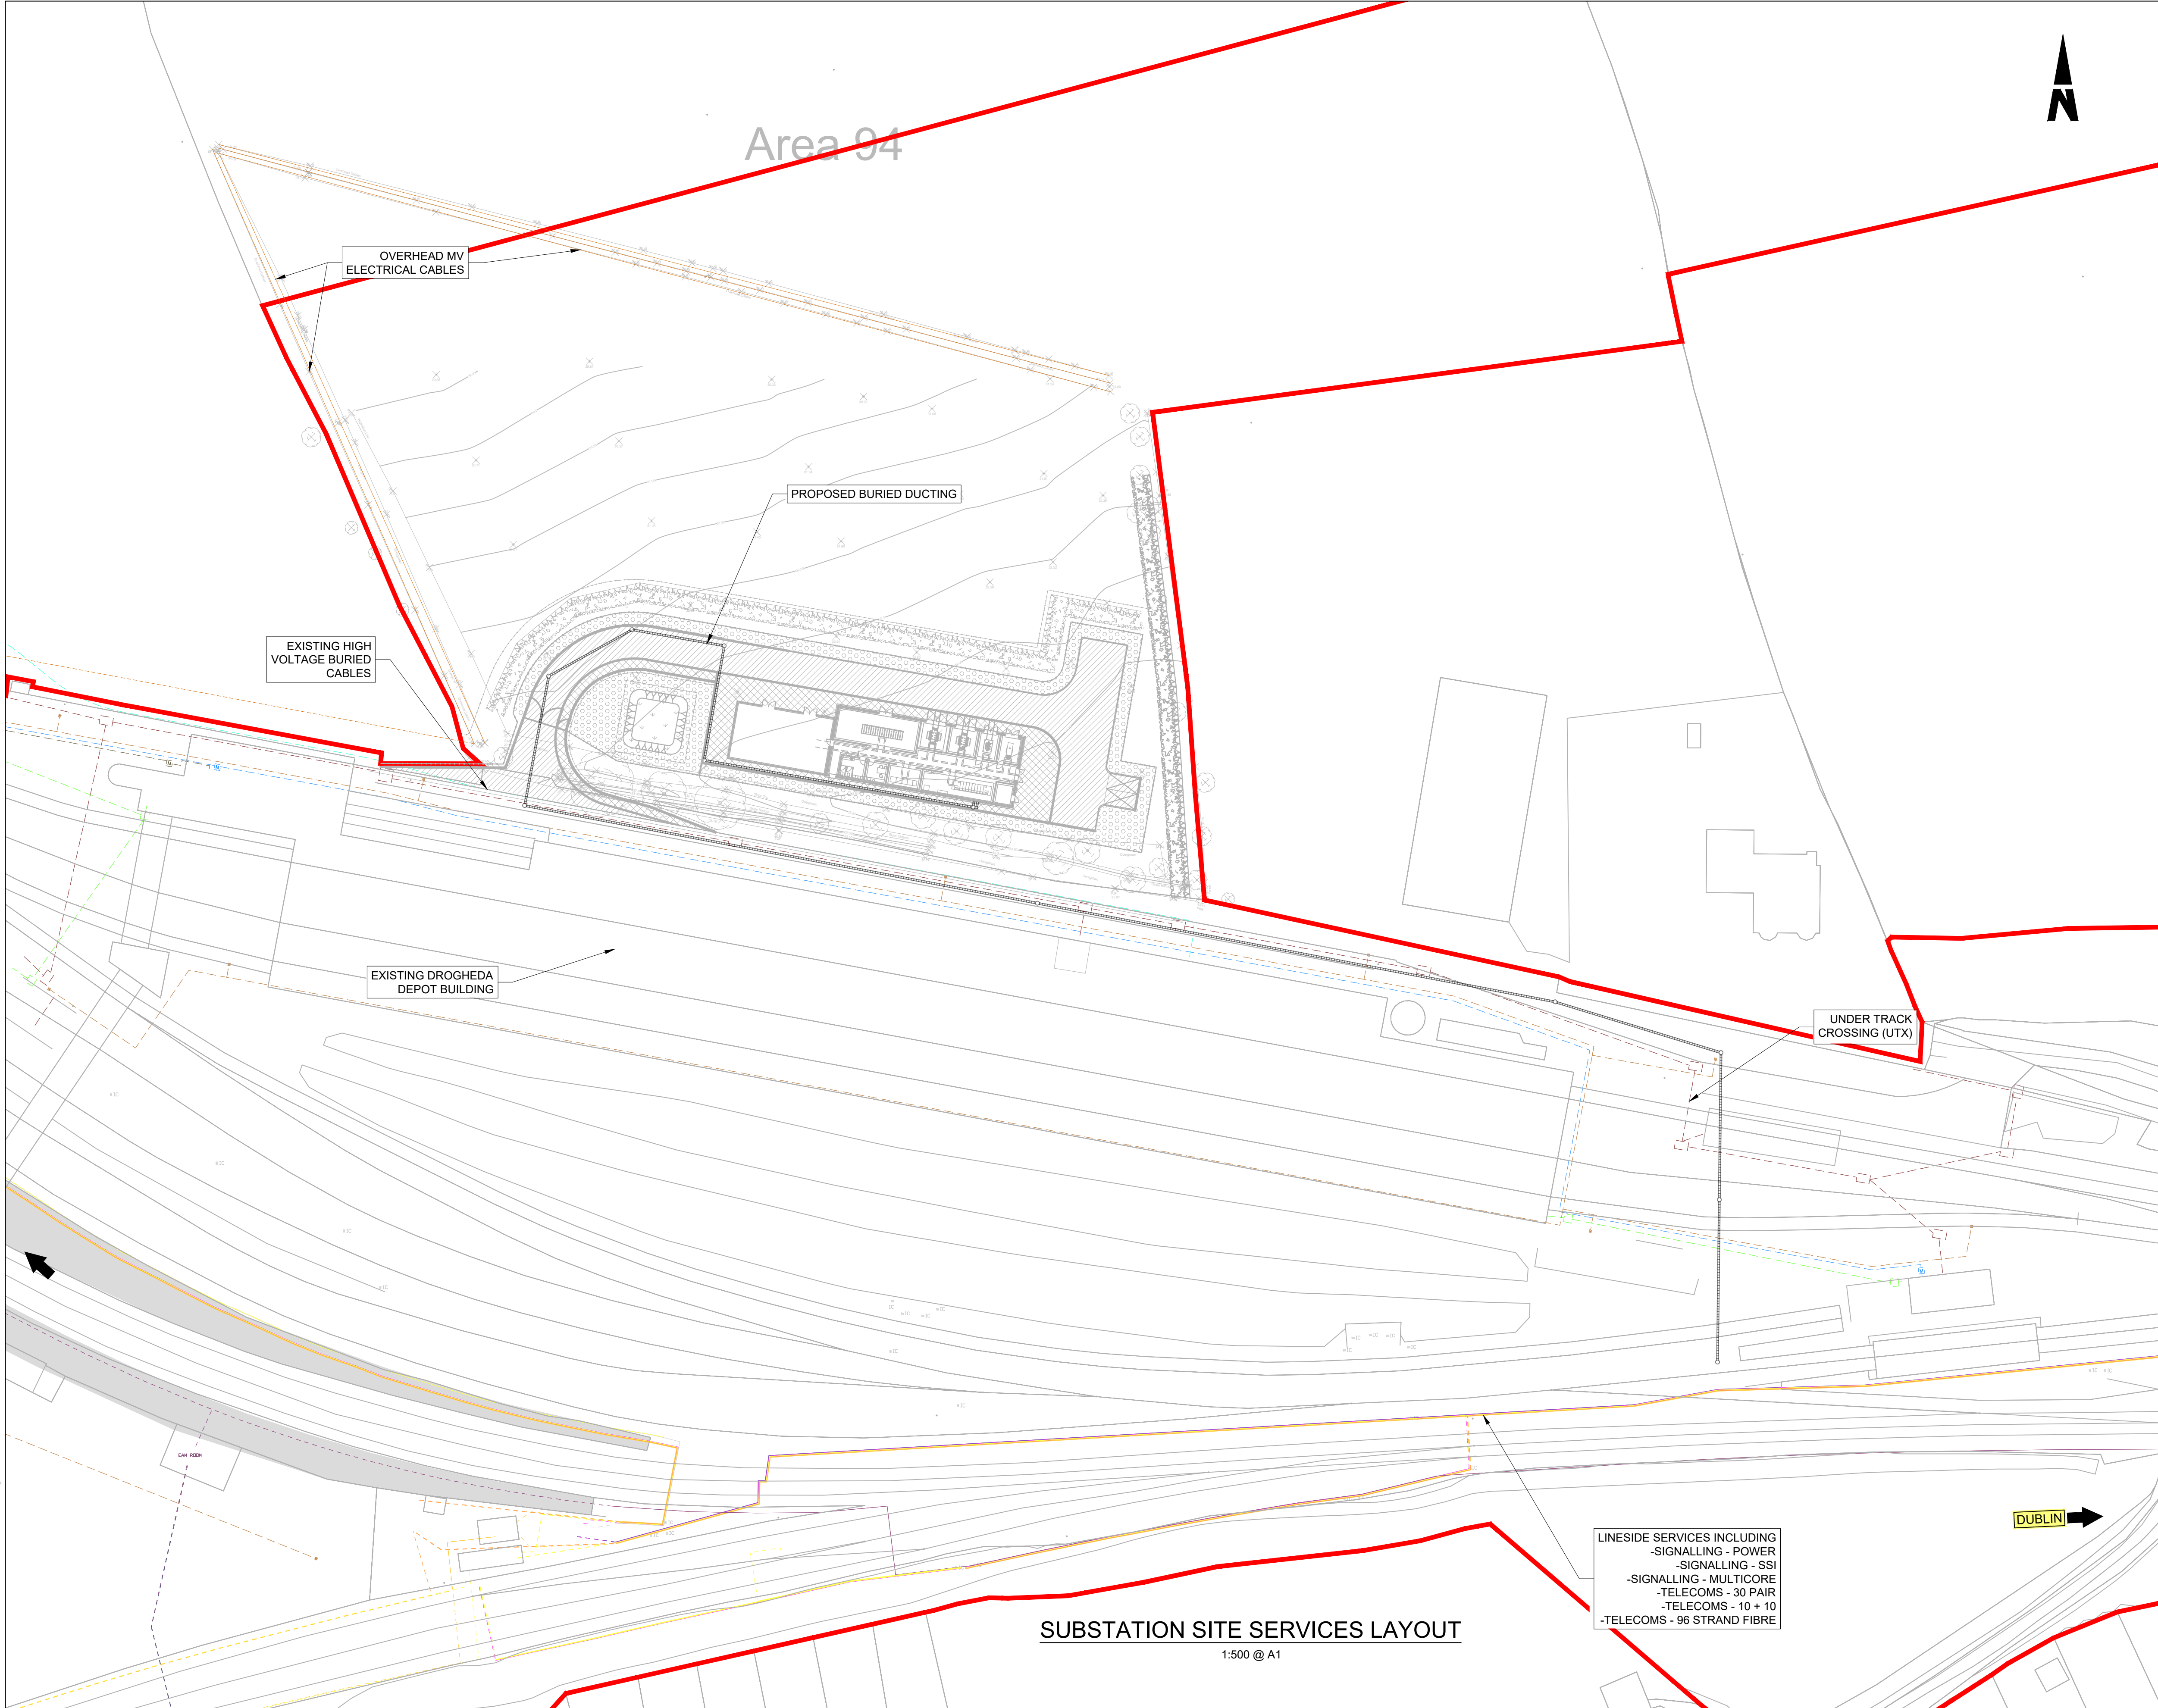 Area 94
N
OVERHEAD MV
ELECTRICAL CABLES
PROPOSED BURIED DUCTING
EXISTING HIGH
VOLTAGE BURIED
CABLES
EXISTING DROGHEDA
DEPOT BUILDING
UNDER TRACK
CROSSING (UTX)
EAM ROOM
DUBLIN
LINESIDE SERVICES INCLUDING
-SIGNALLING - POWER
-SIGNALLING - SSI
-SIGNALLING - MULTICORE
-TELECOMS - 30 PAIR
-TELECOMS - 10 + 10
-TELECOMS - 96 STRAND FIBRE
SUBSTATION SITE SERVICES LAYOUT
1:500 @ A1